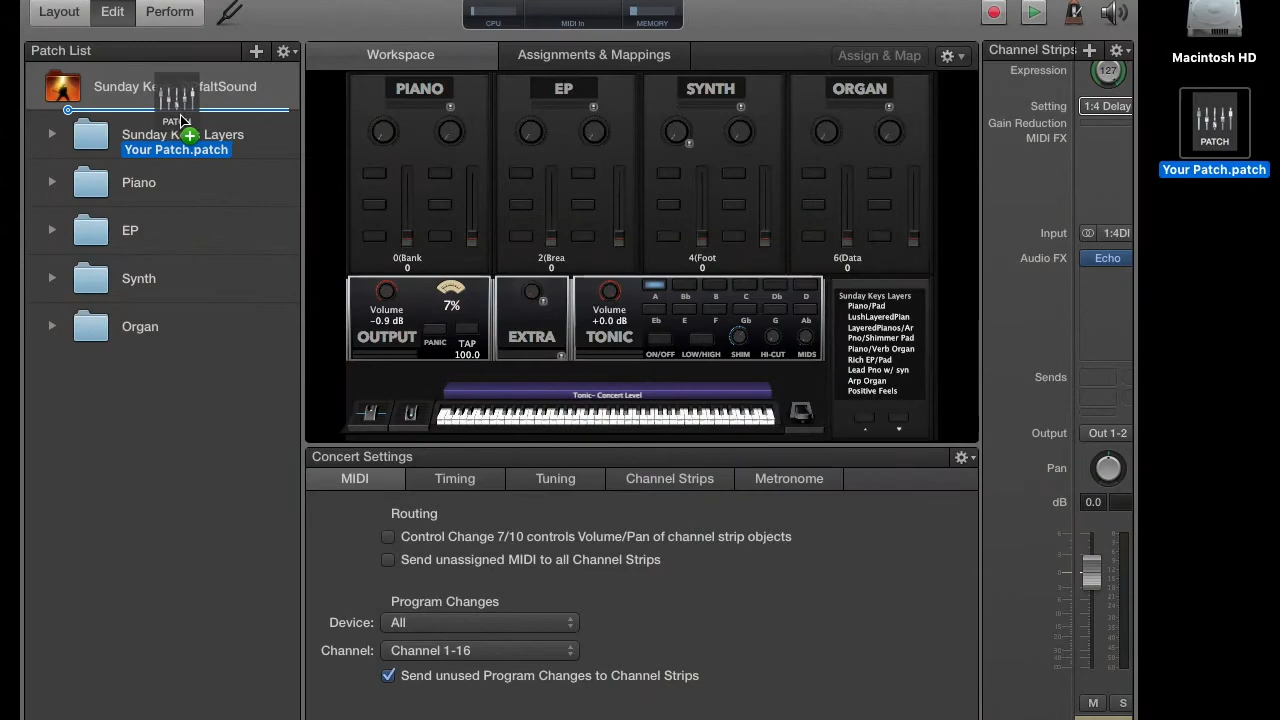 Layout Edit Perform
CPU MIDI In MEMORY
Patch List
Sunday Ke faltSound
PATCH
Sunday Keys Layers
Your Patch.patch
Piano
EP
Synth
Organ
Workspace Assignments & Mappings Assign & Map
PIANO EP SYNTH ORGAN
0(Bank 2(Brea 4(Foot 6(Data
0 0 0 0
Volume
-0.9 dB
7%
OUTPUT
PANIC TAP
100.0
EXTRA
Volume
+0.0 dB
TONIC
A Bb B C Db D
Eb E F Gb G Ab
ON/OFF LOW/HIGH SHIM HI-CUT MIDS
Sunday Keys Layers
Piano/Pad
LushLayeredPian
LayeredPianos/Ar
Pno/Shimmer Pad
Piano/Verb Organ
Rich EP/Pad
Lead Pno w/ syn
Arp Organ
Positive Feels
Tonic- Concert Level
Concert Settings
MIDI Timing Tuning Channel Strips Metronome
Routing
Control Change 7/10 controls Volume/Pan of channel strip objects
Send unassigned MIDI to all Channel Strips
Program Changes
Device: All
Channel: Channel 1-16
Send unused Program Changes to Channel Strips
Channel Strips
Expression 127
Setting 1:4 Delay
Gain Reduction
MIDI FX
Input 1:4DI
Audio FX Echo
Sends
Output Out 1-2
Pan
dB 0.0
M S
Macintosh HD
PATCH
Your Patch.patch